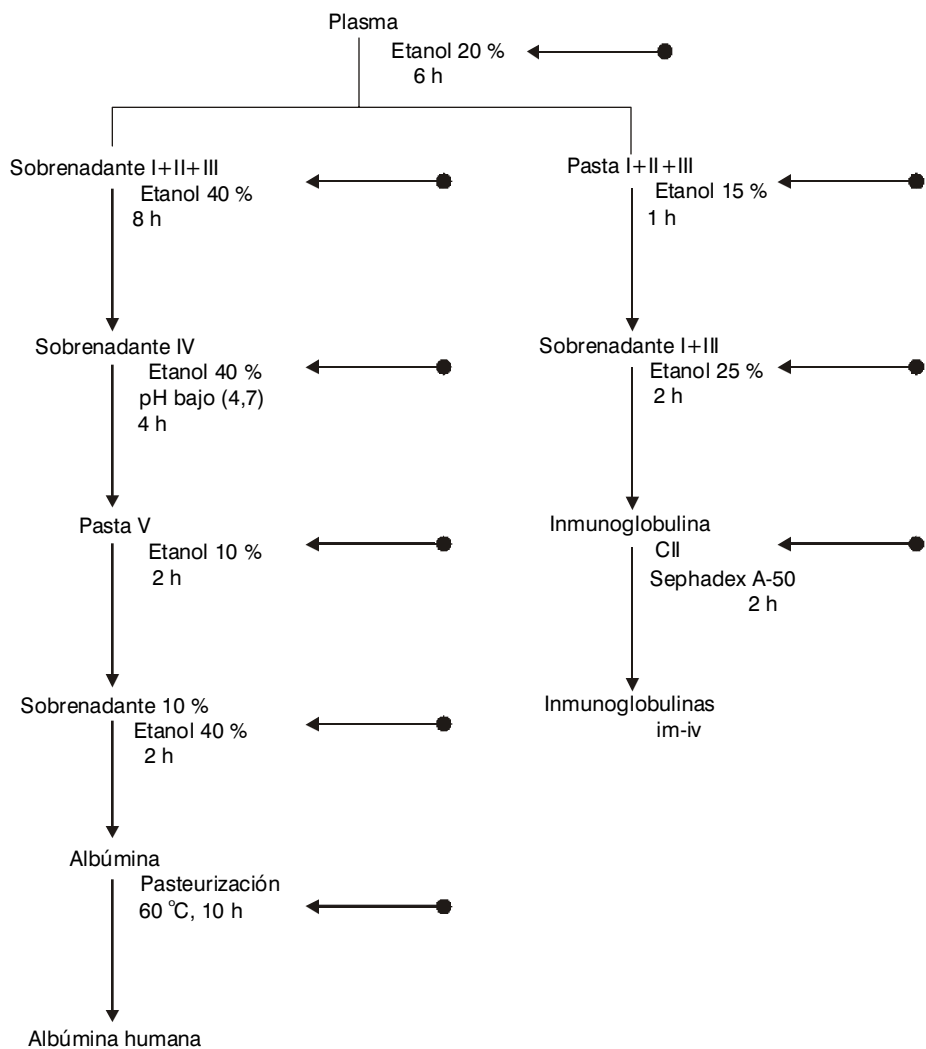 Plasma
Etanol 20 %
6 h
Sobrenadante I+II+III
Etanol 40 %
8 h
Pasta I+II+III
Etanol 15 %
1 h
Sobrenadante IV
Etanol 40 %
pH bajo (4,7)
4 h
Sobrenadante I+III
Etanol 25 %
2 h
Pasta V
Etanol 10 %
2 h
Inmunoglobulina
CII
Sephadex A-50
2 h
Sobrenadante 10 %
Etanol 40 %
2 h
Inmunoglobulinas
im-iv
Albúmina
Pasteurización
60 °C, 10 h
Albúmina humana